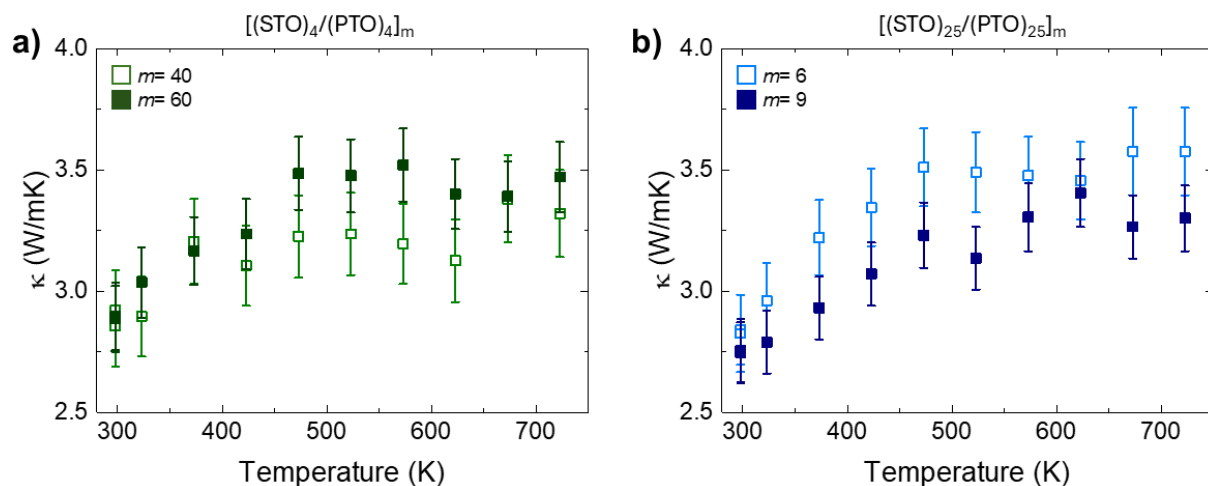 a)
[(STO)₄/(PTO)₄]ₘ
4.0
3.5
3.0
2.5
κ (W/mK)
m= 40
m= 60
300 400 500 600 700
Temperature (K)
b)
[(STO)₂₅/(PTO)₂₅]ₘ
4.0
3.5
3.0
2.5
κ (W/mK)
m= 6
m= 9
300 400 500 600 700
Temperature (K)